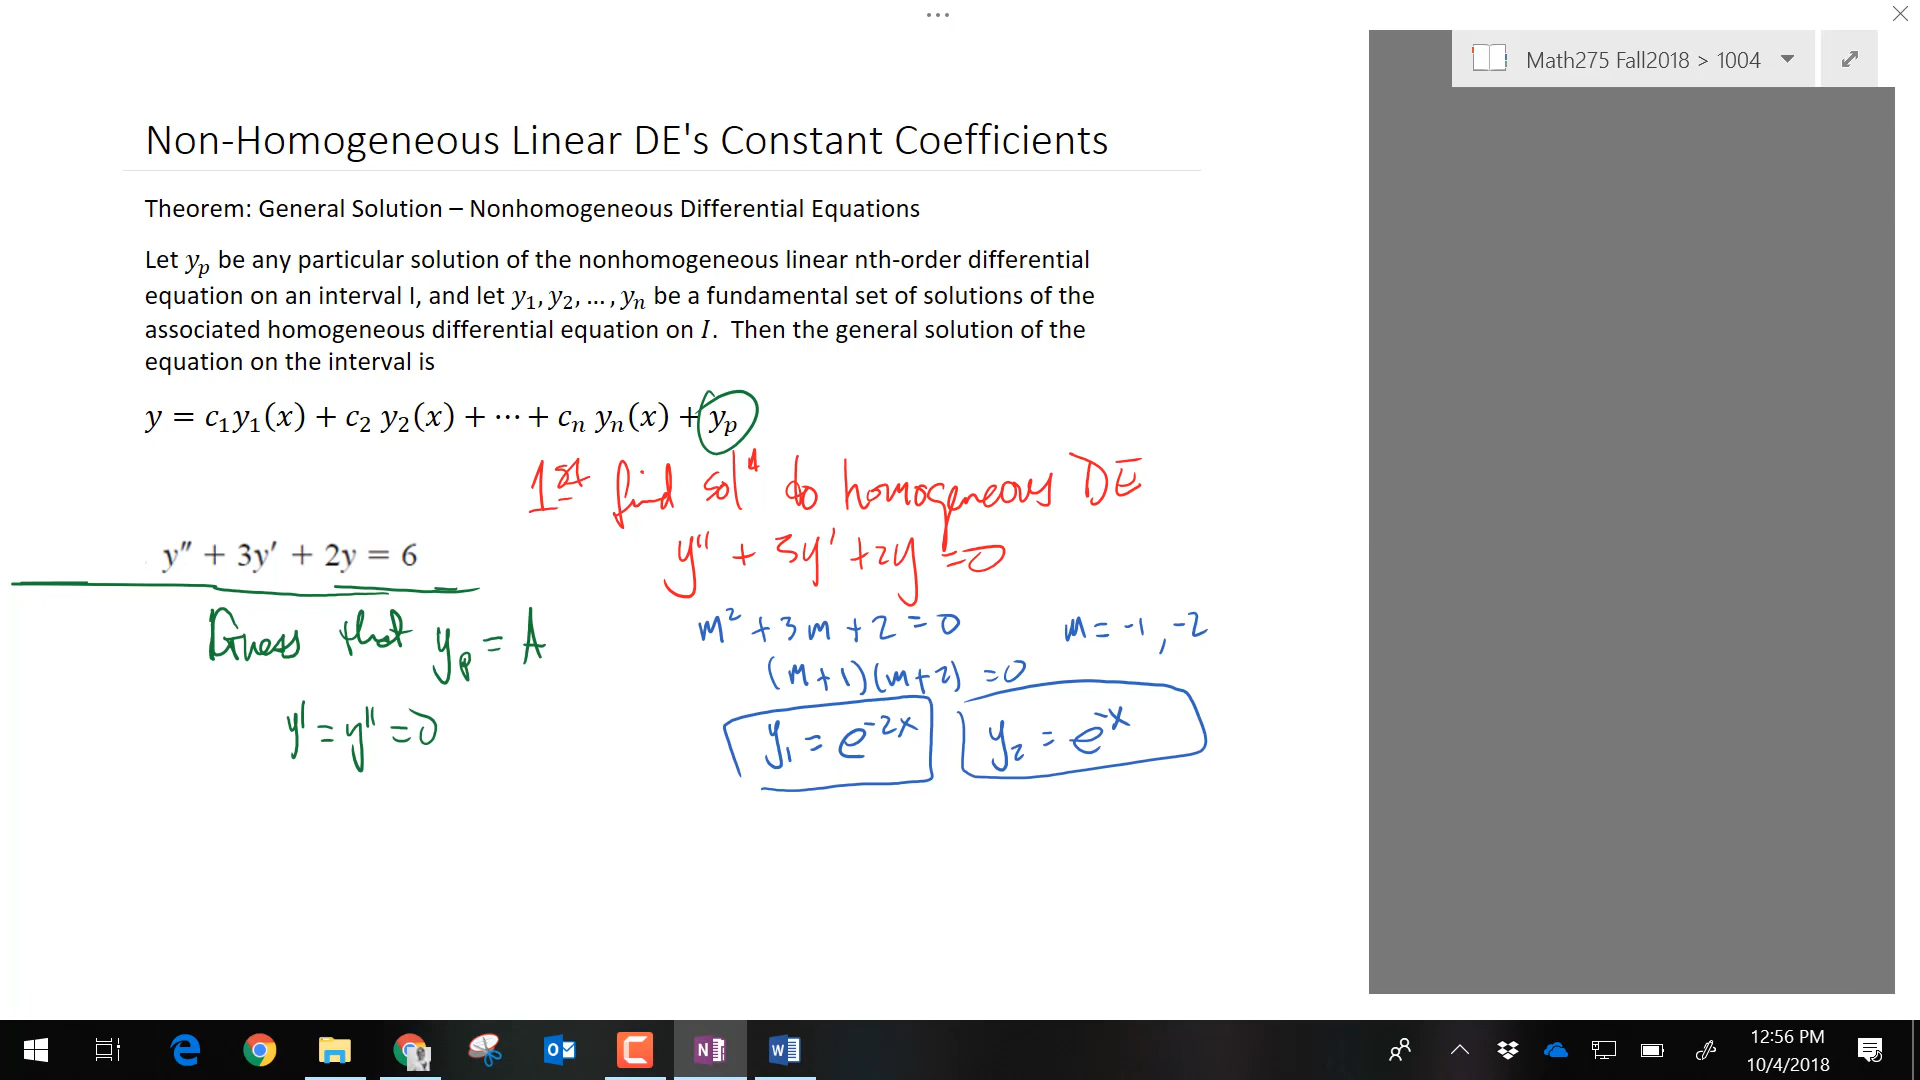 Math275 Fall2018 > 1004
Non-Homogeneous Linear DE's Constant Coefficients
Theorem: General Solution – Nonhomogeneous Differential Equations
Let yₚ be any particular solution of the nonhomogeneous linear nth-order differential
equation on an interval I, and let y₁, y₂, … , yₙ be a fundamental set of solutions of the
associated homogeneous differential equation on I. Then the general solution of the
equation on the interval is
y = c₁y₁(x) + c₂ y₂(x) + ⋯ + cₙ yₙ(x) + yₚ
1st find solⁿ to homogeneous DE
y″ + 3y′ + 2y = 6
y″ + 3y′ + 2y = 0
Guess that yₚ = A
m² + 3m + 2 = 0 m = -1, -2
(m+1)(m+2) = 0
y′ = y″ = 0
y₁ = e^{-2x} y₂ = e^{-x}
12:56 PM
10/4/2018